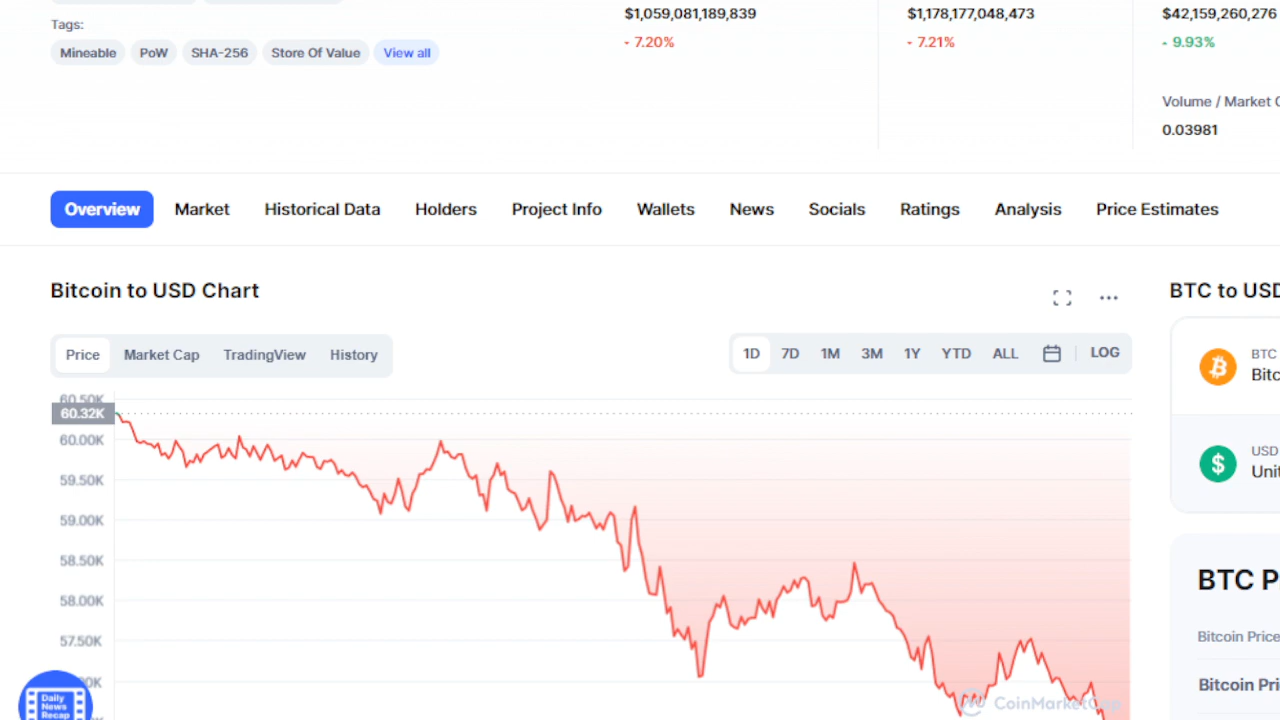 Tags:
Mineable PoW SHA-256 Store Of Value View all
$1,059,081,189,839
- 7.20%
$1,178,177,048,473
- 7.21%
$42,159,260,276
- 9.93%
Volume / Market C
0.03981
Overview Market Historical Data Holders Project Info Wallets News Socials Ratings Analysis Price Estimates
Bitcoin to USD Chart
Price Market Cap TradingView History
1D 7D 1M 3M 1Y YTD ALL LOG
60.50K
60.32K
60.00K
59.50K
59.00K
58.50K
58.00K
57.50K
CoinMarketCap
Daily
News
Recap
BTC to USD
BTC
Bitc
USD
Unit
BTC P
Bitcoin Price
Bitcoin Pri